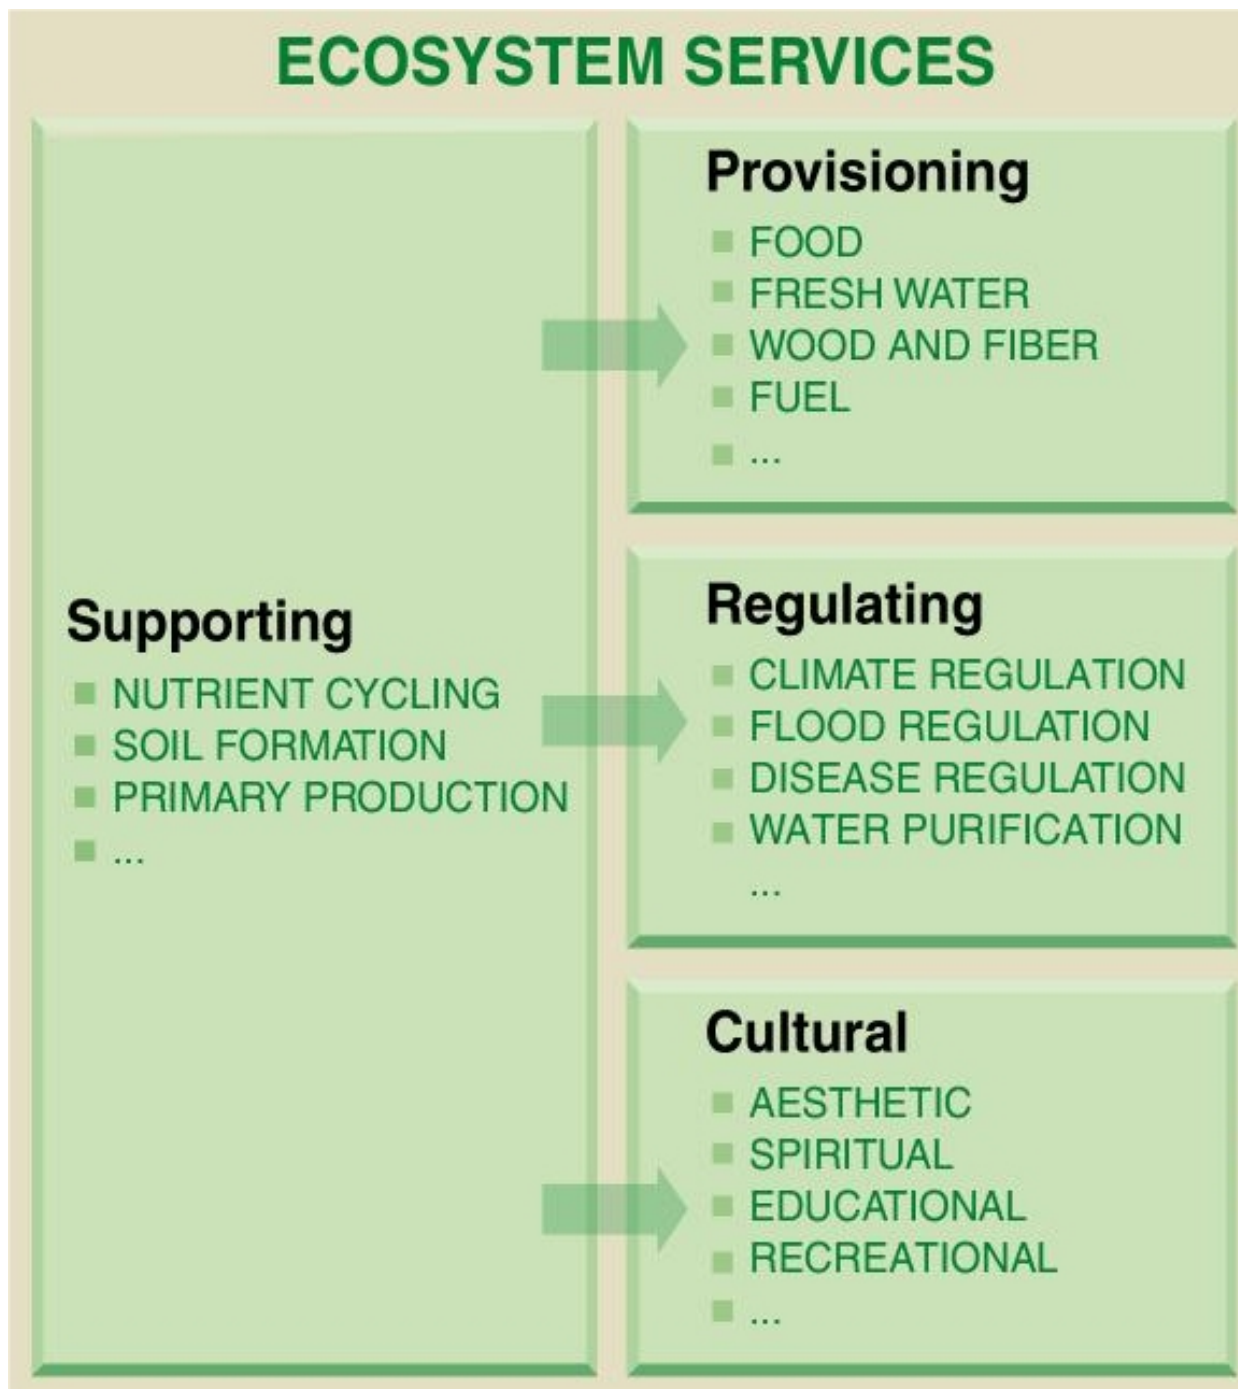 ECOSYSTEM SERVICES
Supporting
NUTRIENT CYCLING
SOIL FORMATION
PRIMARY PRODUCTION
...
Provisioning
FOOD
FRESH WATER
WOOD AND FIBER
FUEL
...
Regulating
CLIMATE REGULATION
FLOOD REGULATION
DISEASE REGULATION
WATER PURIFICATION
...
Cultural
AESTHETIC
SPIRITUAL
EDUCATIONAL
RECREATIONAL
...